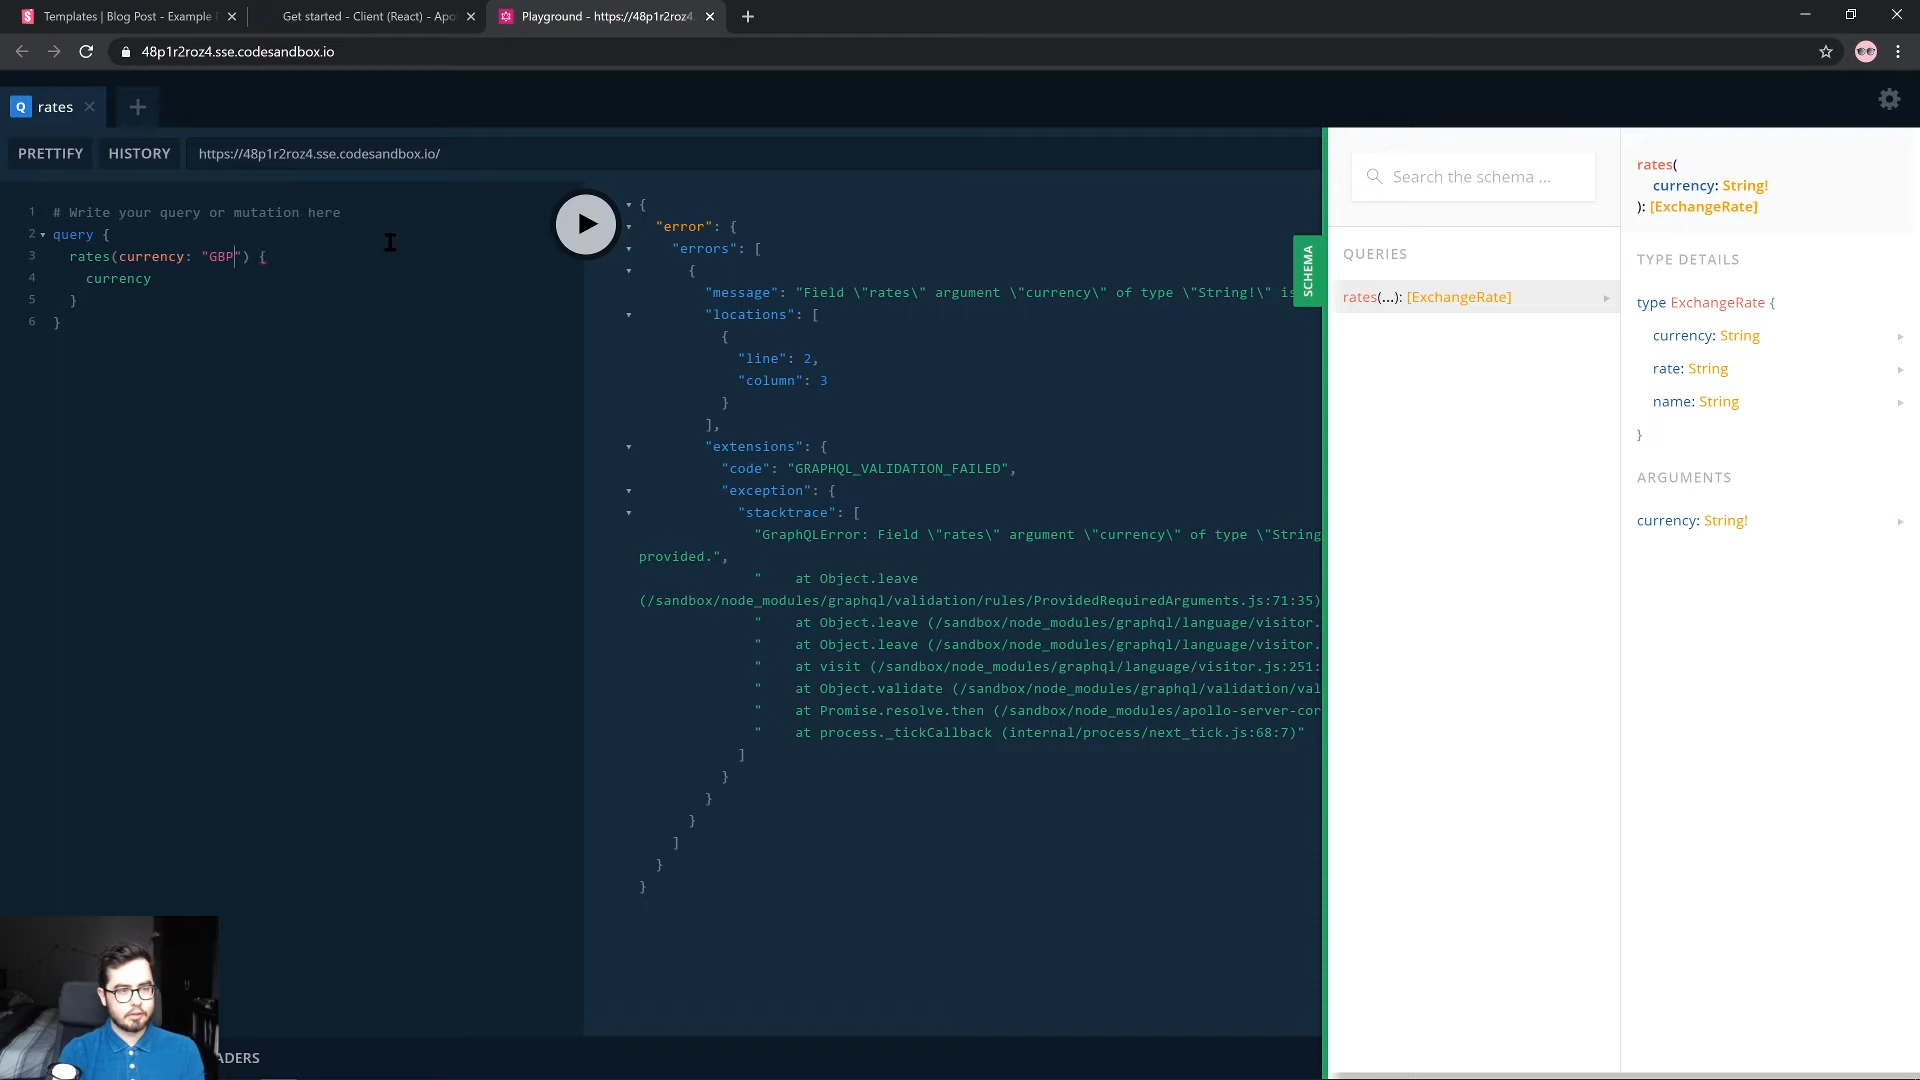 Templates | Blog Post - Example
Get started - Client (React) - Apol
Playground - https://48p1r2roz4.
48p1r2roz4.sse.codesandbox.io
Q rates
PRETTIFY
HISTORY
https://48p1r2roz4.sse.codesandbox.io/
1 # Write your query or mutation here
2 query {
3 rates(currency: "GBP") {
4 currency
5 }
6 }
{
"error": {
"errors": [
{
"message": "Field \"rates\" argument \"currency\" of type \"String!\" is
"locations": [
{
"line": 2,
"column": 3
}
],
"extensions": {
"code": "GRAPHQL_VALIDATION_FAILED",
"exception": {
"stacktrace": [
"GraphQLError: Field \"rates\" argument \"currency\" of type \"String
provided.",
" at Object.leave
(/sandbox/node_modules/graphql/validation/rules/ProvidedRequiredArguments.js:71:35)
" at Object.leave (/sandbox/node_modules/graphql/language/visitor.
" at Object.leave (/sandbox/node_modules/graphql/language/visitor.
" at visit (/sandbox/node_modules/graphql/language/visitor.js:251:
" at Object.validate (/sandbox/node_modules/graphql/validation/val
" at Promise.resolve.then (/sandbox/node_modules/apollo-server-cor
" at process._tickCallback (internal/process/next_tick.js:68:7)"
]
}
}
}
]
}
}
SCHEMA
Search the schema ...
QUERIES
rates(...): [ExchangeRate]
rates(
currency: String!
): [ExchangeRate]
TYPE DETAILS
type ExchangeRate {
currency: String
rate: String
name: String
}
ARGUMENTS
currency: String!
ADERS